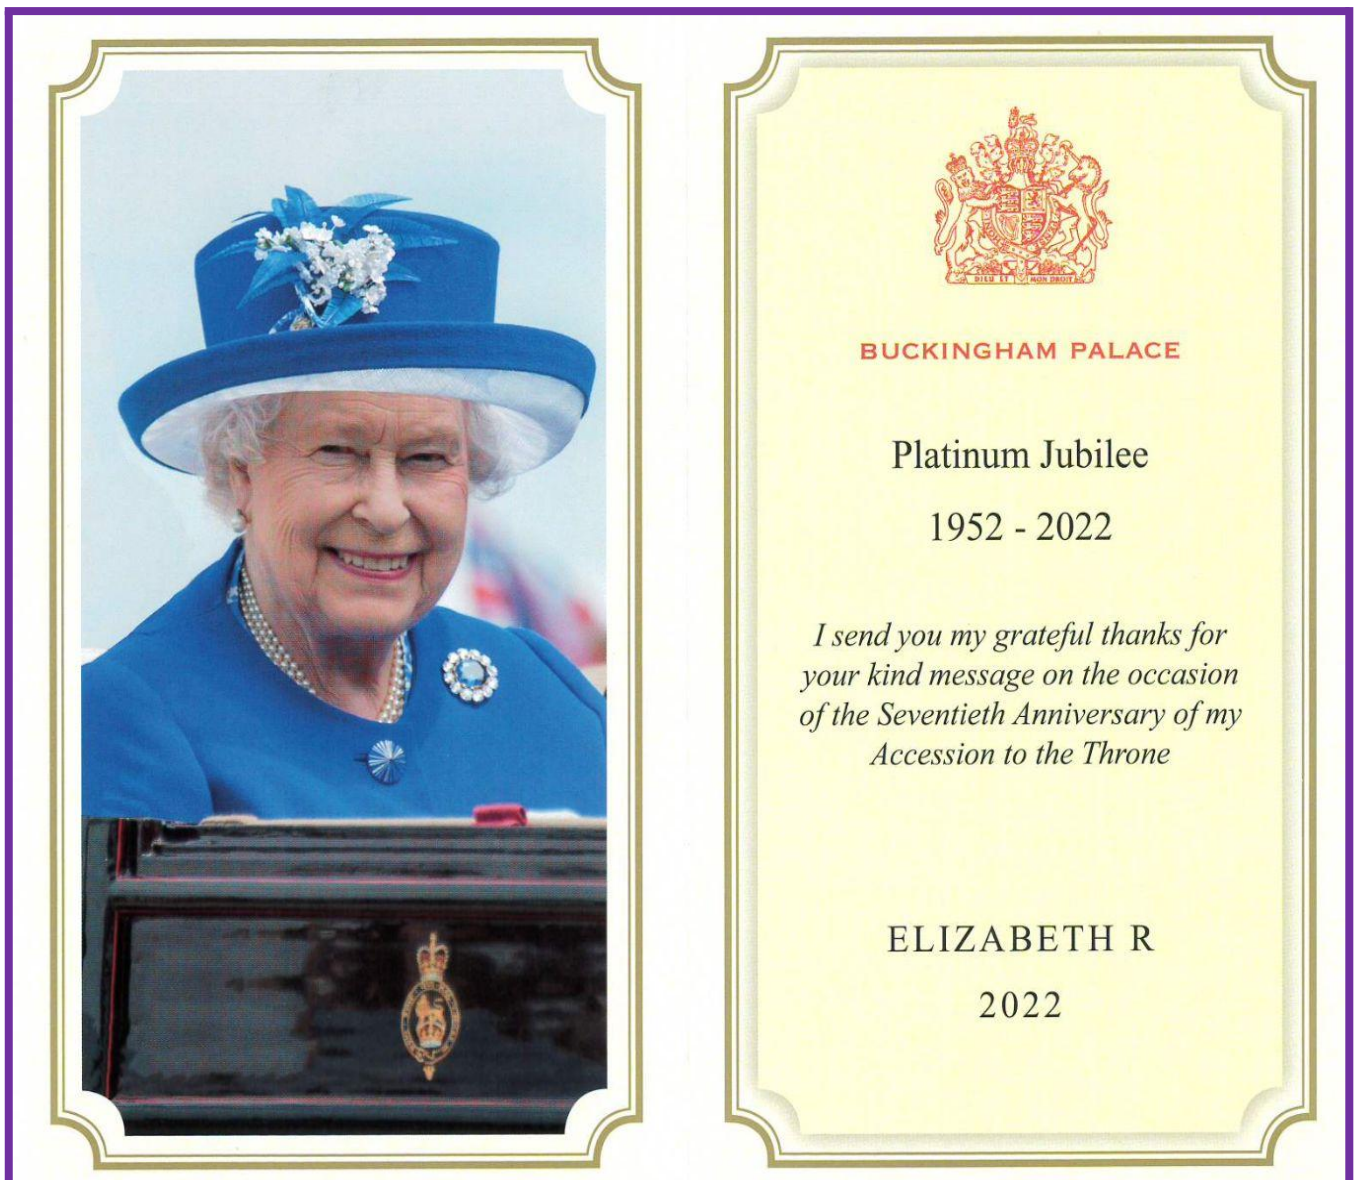 DIEU ET MON DROIT
BUCKINGHAM PALACE
Platinum Jubilee
1952 - 2022
I send you my grateful thanks for
your kind message on the occasion
of the Seventieth Anniversary of my
Accession to the Throne
ELIZABETH R
2022